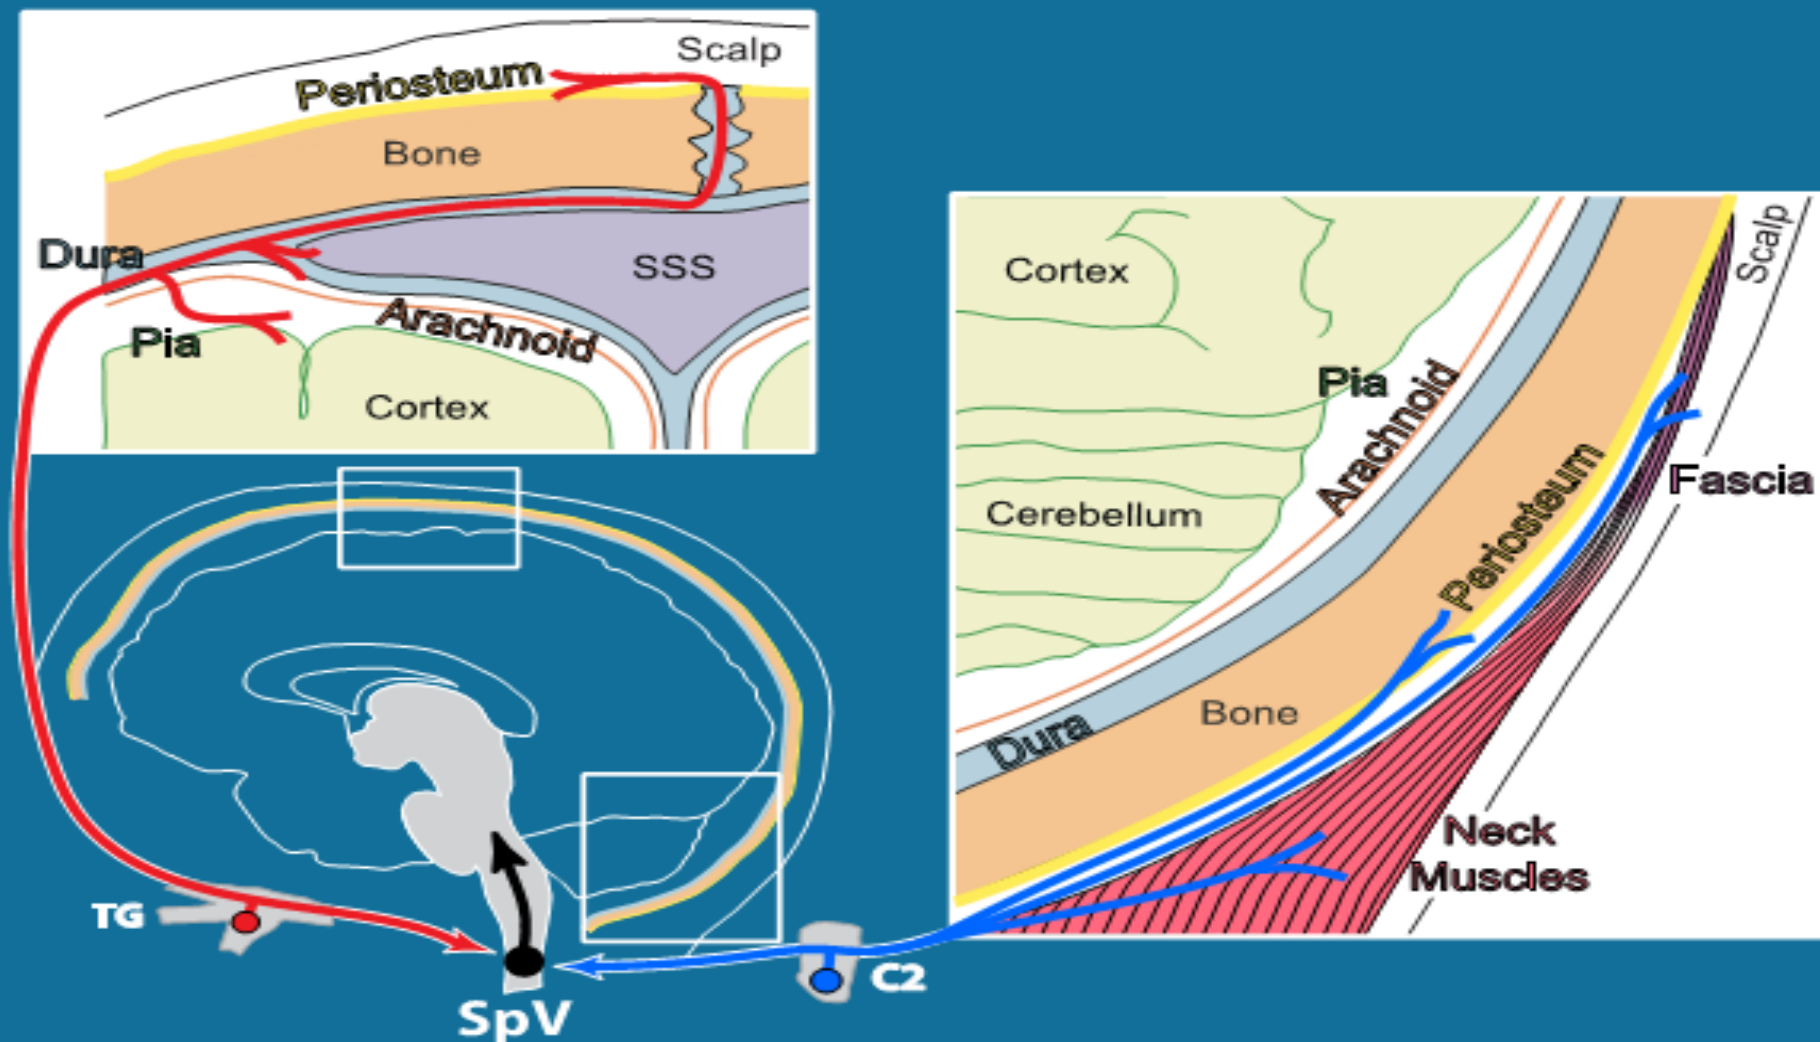 Scalp
Periosteum
Bone
Dura
SSS
Arachnoid
Pia
Cortex
TG
SpV
C2
Scalp
Cortex
Pia
Arachnoid
Fascia
Cerebellum
Periosteum
Bone
Dura
Neck
Muscles